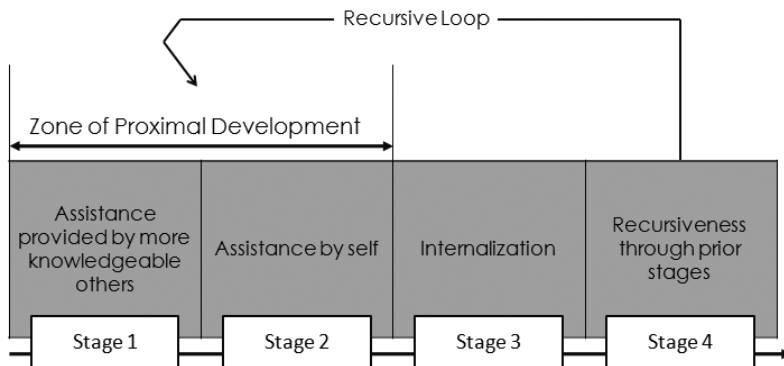 Recursive Loop
Zone of Proximal Development
Assistance
provided by more
knowledgeable
others
Assistance by self
Internalization
Recursiveness
through prior
stages
Stage 1
Stage 2
Stage 3
Stage 4